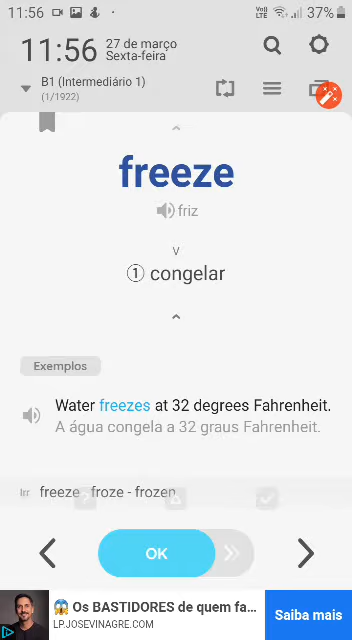 11:56
Vo))
LTE
37%
11:56
27 de março
Sexta-feira
B1 (Intermediário 1)
(1/1922)
freeze
friz
V
① congelar
Exemplos
Water freezes at 32 degrees Fahrenheit.
A água congela a 32 graus Fahrenheit.
Irr freeze - froze - frozen
OK
😱 Os BASTIDORES de quem fa...
LP.JOSEVINAGRE.COM
Saiba mais